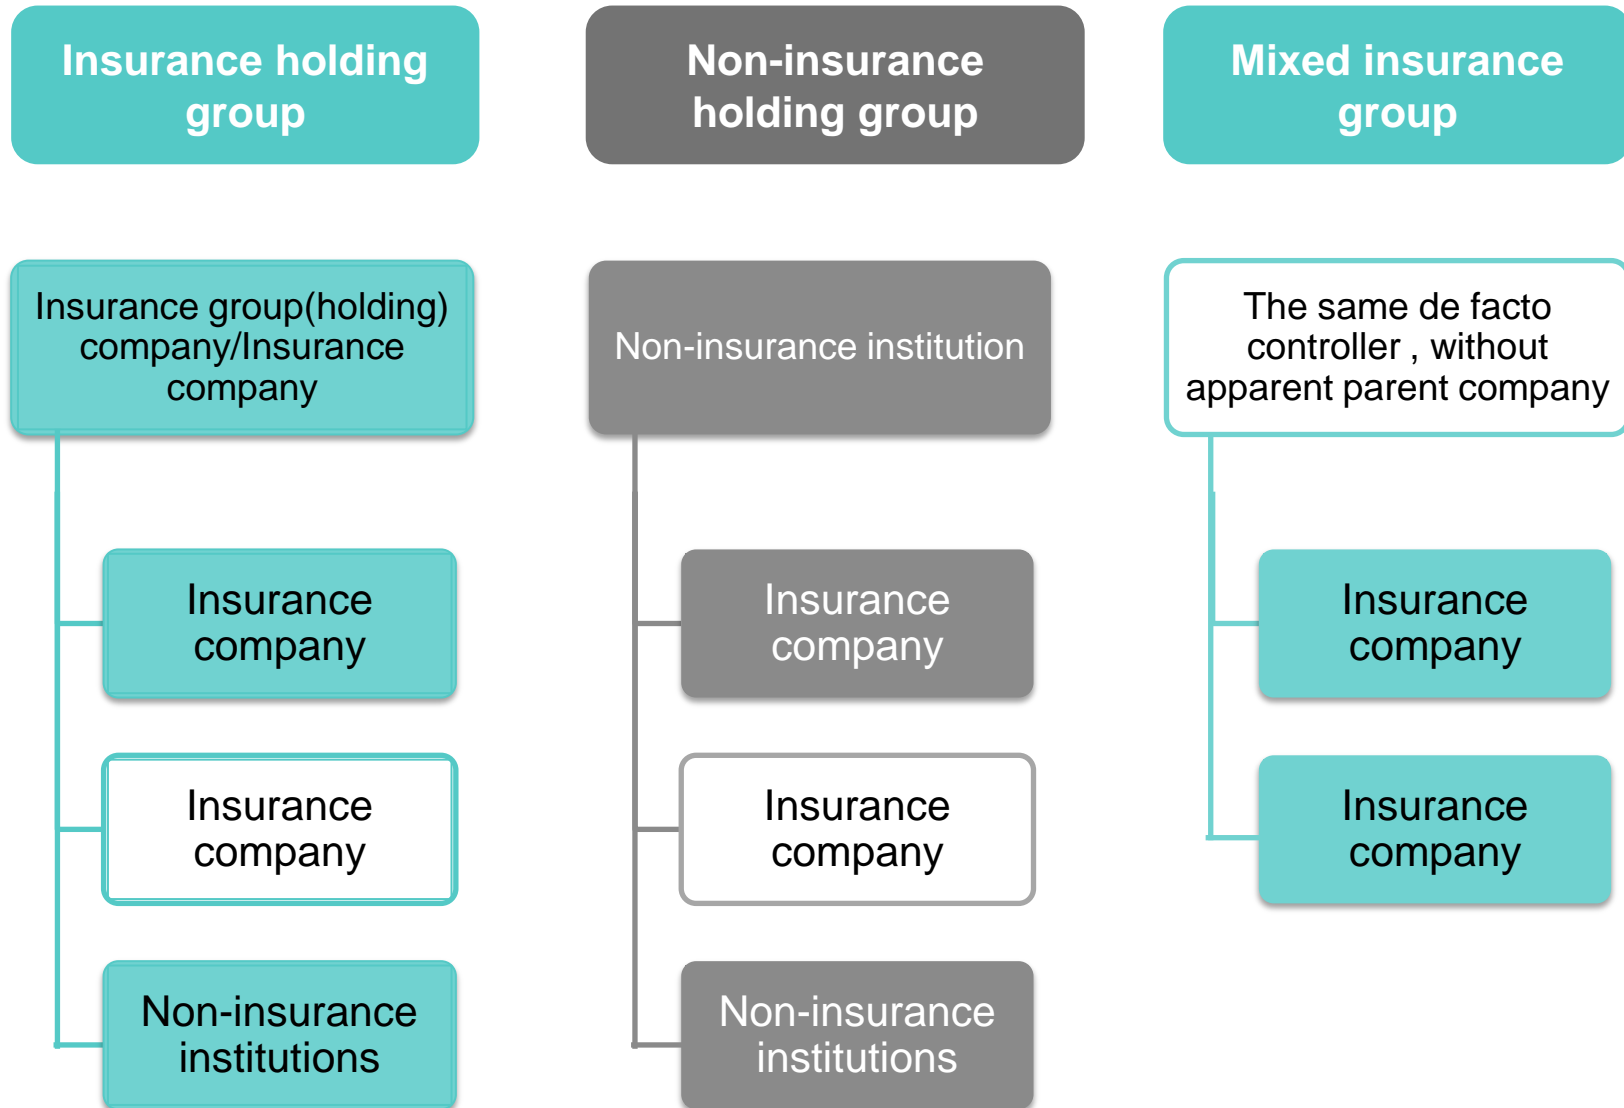 Insurance holding
group
Non-insurance
holding group
Mixed insurance
group
Insurance group(holding)
company/Insurance
company
Insurance
company
Insurance
company
Non-insurance
institutions
Non-insurance institution
Insurance
company
Insurance
company
Non-insurance
institutions
The same de facto
controller , without
apparent parent company
Insurance
company
Insurance
company